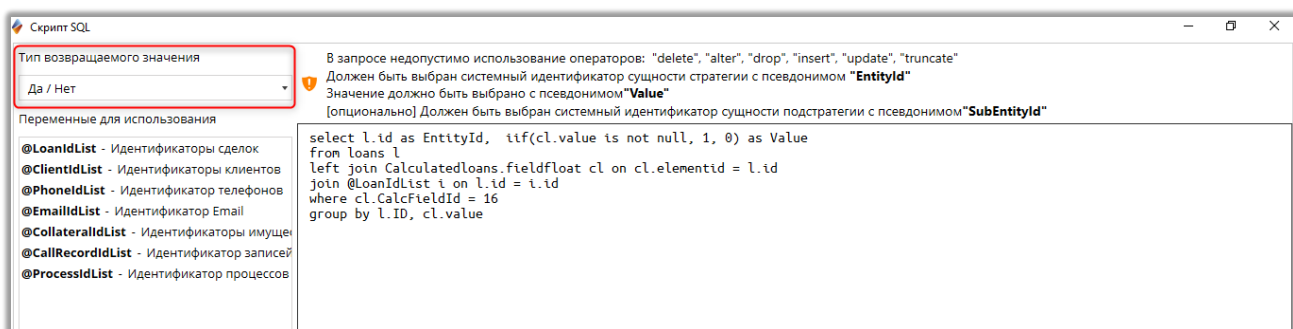 Скрипт SQL
Тип возвращаемого значения
Да / Нет
Переменные для использования
@LoanIdList - Идентификаторы сделок
@ClientIdList - Идентификаторы клиентов
@PhoneIdList - Идентификатор телефонов
@EmailIdList - Идентификатор Email
@CollateralIdList - Идентификаторы имущес
@CallRecordIdList - Идентификатор записей
@ProcessIdList - Идентификатор процессов
В запросе недопустимо использование операторов: "delete", "alter", "drop", "insert", "update", "truncate"
Должен быть выбран системный идентификатор сущности стратегии с псевдонимом "EntityId"
Значение должно быть выбрано с псевдонимом"Value"
[опционально] Должен быть выбран системный идентификатор сущности подстратегии с псевдонимом"SubEntityId"
select l.id as EntityId, iif(cl.value is not null, 1, 0) as Value
from loans l
left join Calculatedloans.fieldfloat cl on cl.elementid = l.id
join @LoanIdList i on l.id = i.id
where cl.CalcFieldId = 16
group by l.ID, cl.value